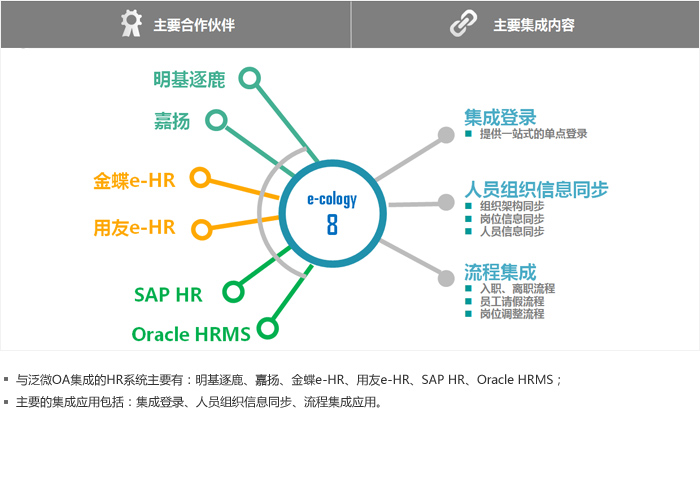 主要合作伙伴
主要集成内容
明基逐鹿
嘉扬
金蝶e-HR
用友e-HR
SAP HR
Oracle HRMS
e-cology
8
集成登录
提供一站式的单点登录
人员组织信息同步
组织架构同步
岗位信息同步
人员信息同步
流程集成
入职、离职流程
员工请假流程
岗位调整流程
与泛微OA集成的HR系统主要有：明基逐鹿、嘉扬、金蝶e-HR、用友e-HR、SAP HR、Oracle HRMS；
主要的集成应用包括：集成登录、人员组织信息同步、流程集成应用。